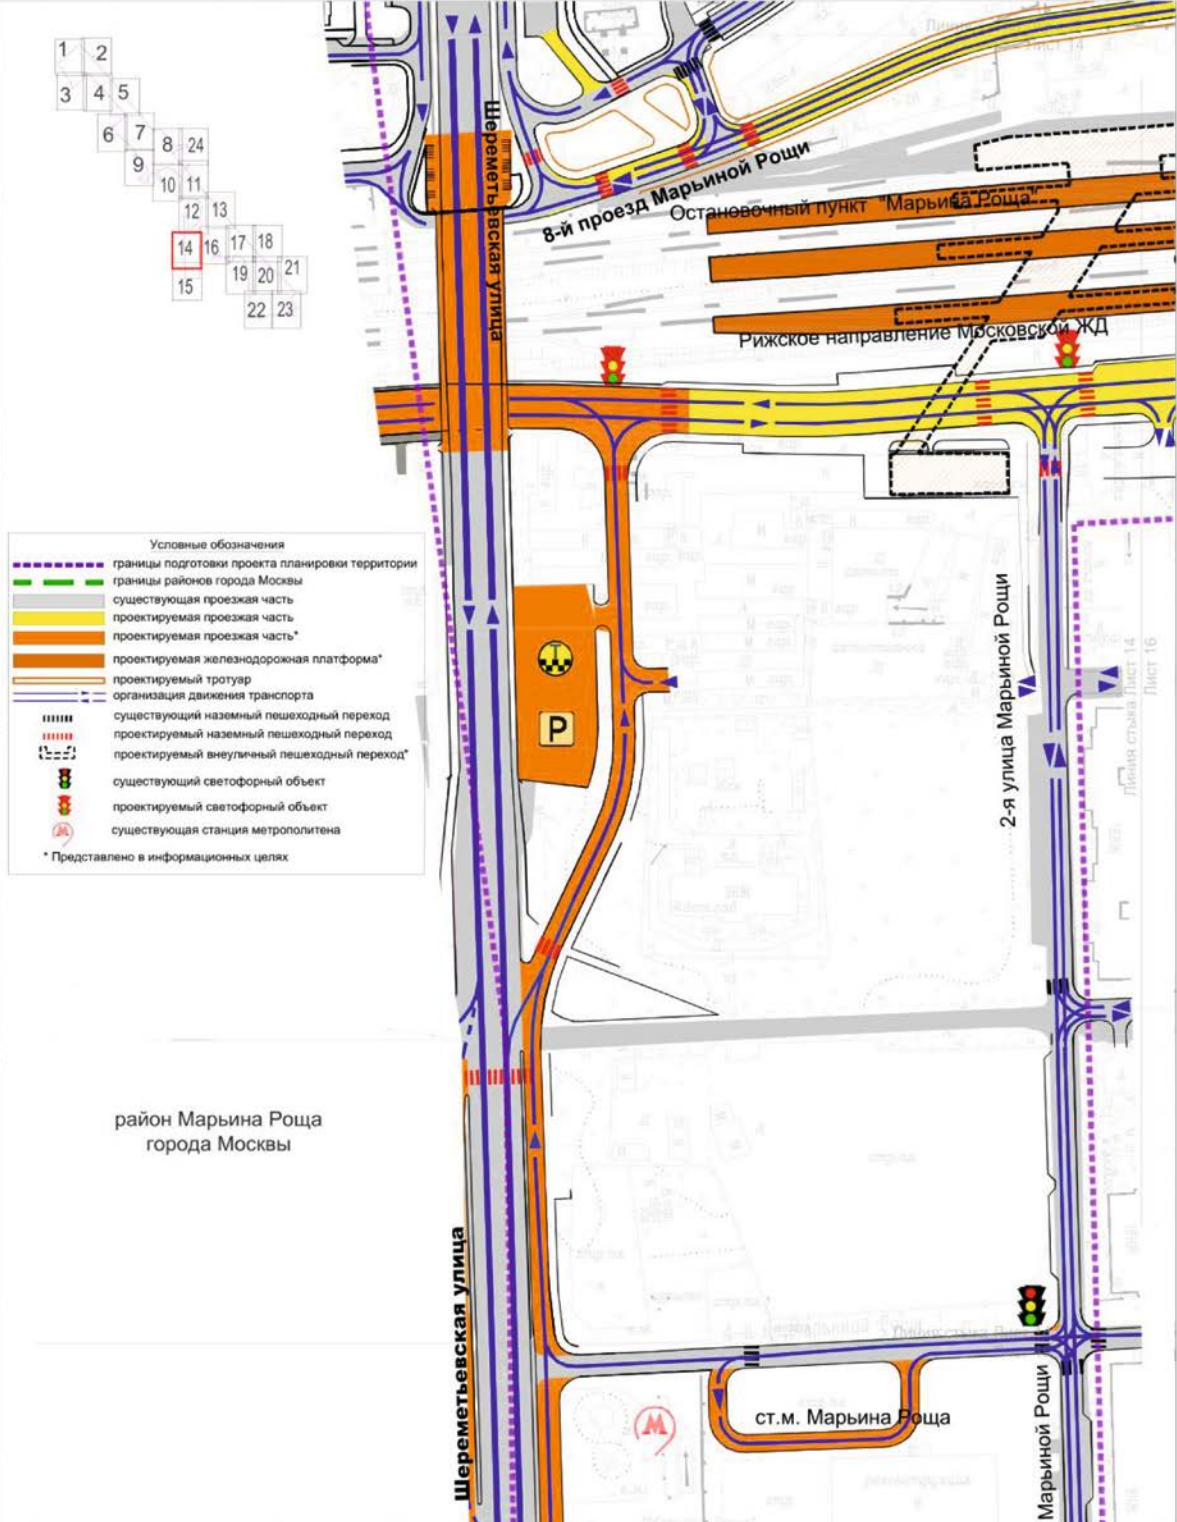 1 2
3 4 5
6 7 8 24
9 10 11
12 13
14 16 17 18
19 20 21
15
22 23
Шереметьевская улица
8-й проезд Марьиной Рощи
Остановочный пункт "Марьина Роща"
Рижское направление Московской ЖД
Условные обозначения
границы подготовки проекта планировки территории
границы районов города Москвы
существующая проезжая часть
проектируемая проезжая часть
проектируемая проезжая часть*
проектируемая железнодорожная платформа*
проектируемый тротуар
организация движения транспорта
существующий наземный пешеходный переход
проектируемый наземный пешеходный переход
проектируемый внеуличный пешеходный переход*
существующий светофорный объект
проектируемый светофорный объект
существующая станция метрополитена
* Представлено в информационных целях
T
P
2-я улица Марьиной Рощи
Линия стыка Лист 14
Лист 16
район Марьина Роща
города Москвы
Шереметьевская улица
ст.м. Марьина Роща
Марьиной Рощи